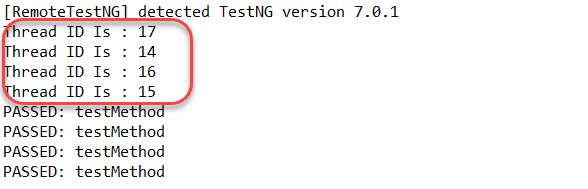 [RemoteTestNG] detected TestNG version 7.0.1
Thread ID Is : 17
Thread ID Is : 14
Thread ID Is : 16
Thread ID Is : 15
PASSED: testMethod
PASSED: testMethod
PASSED: testMethod
PASSED: testMethod